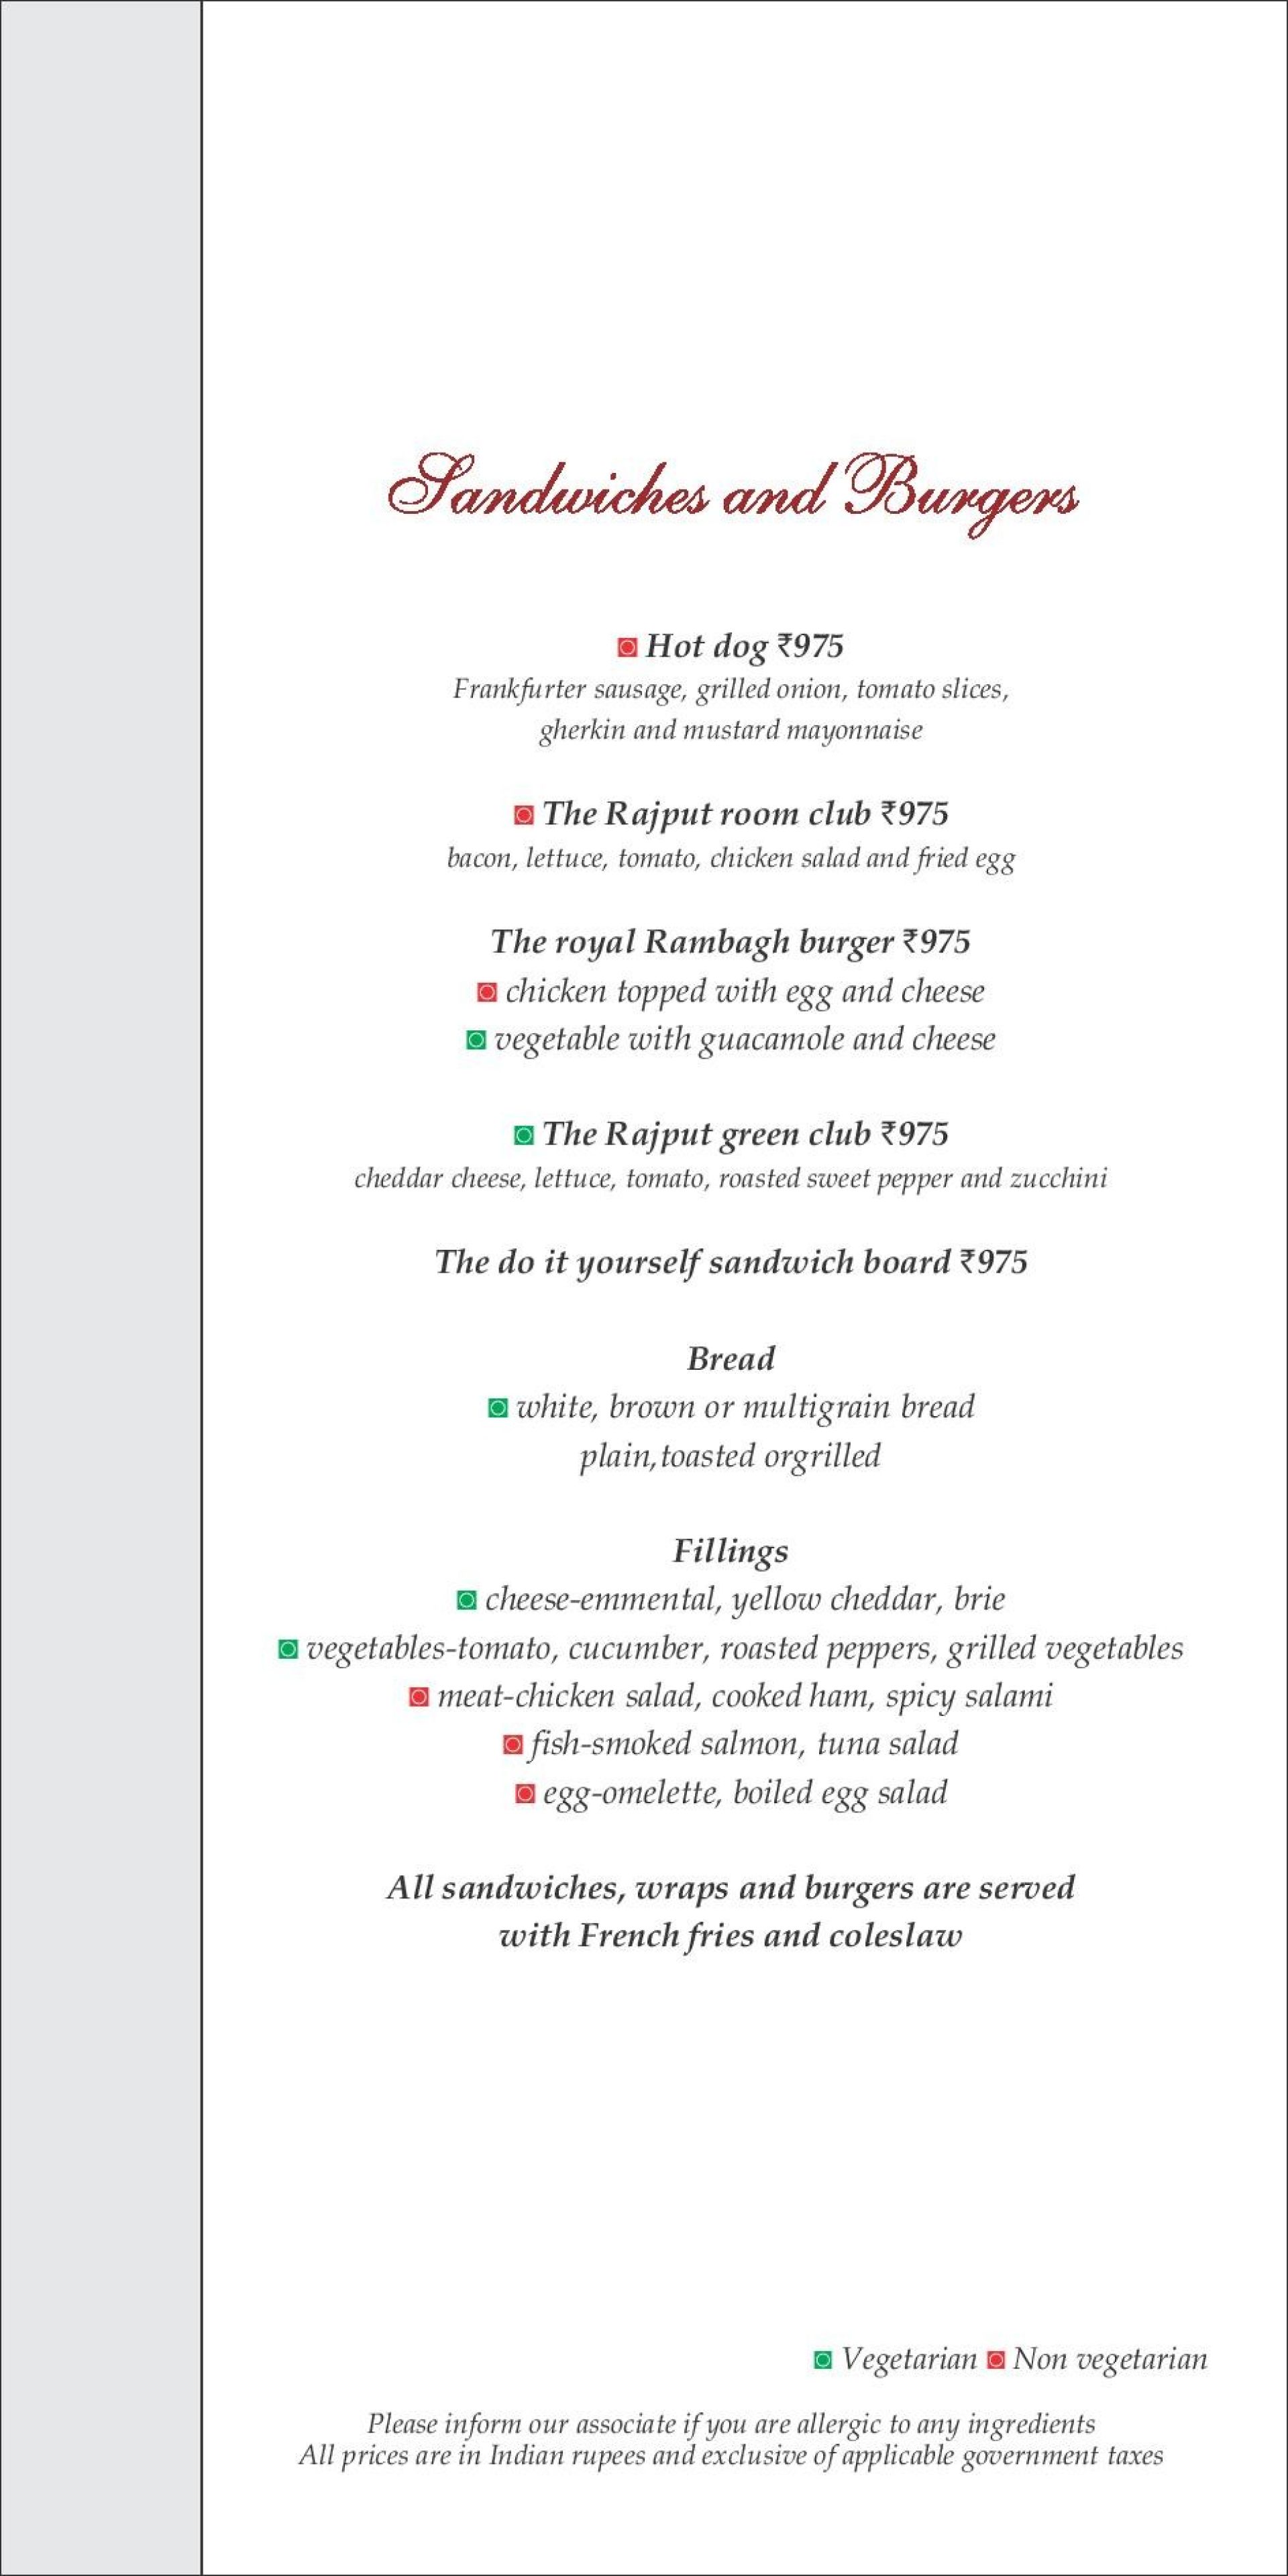 Sandwiches and Burgers
Hot dog ₹975
Frankfurter sausage, grilled onion, tomato slices,
gherkin and mustard mayonnaise
The Rajput room club ₹975
bacon, lettuce, tomato, chicken salad and fried egg
The royal Rambagh burger ₹975
chicken topped with egg and cheese
vegetable with guacamole and cheese
The Rajput green club ₹975
cheddar cheese, lettuce, tomato, roasted sweet pepper and zucchini
The do it yourself sandwich board ₹975
Bread
white, brown or multigrain bread
plain,toasted orgrilled
Fillings
cheese-emmental, yellow cheddar, brie
vegetables-tomato, cucumber, roasted peppers, grilled vegetables
meat-chicken salad, cooked ham, spicy salami
fish-smoked salmon, tuna salad
egg-omelette, boiled egg salad
All sandwiches, wraps and burgers are served
with French fries and coleslaw
Vegetarian Non vegetarian
Please inform our associate if you are allergic to any ingredients
All prices are in Indian rupees and exclusive of applicable government taxes